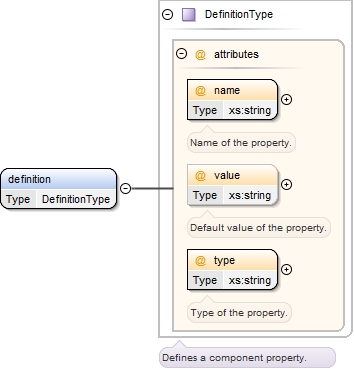 DefinitionType
@ attributes
@ name
Type xs:string
Name of the property.
@ value
Type xs:string
Default value of the property.
definition
Type DefinitionType
@ type
Type xs:string
Type of the property.
Defines a component property.